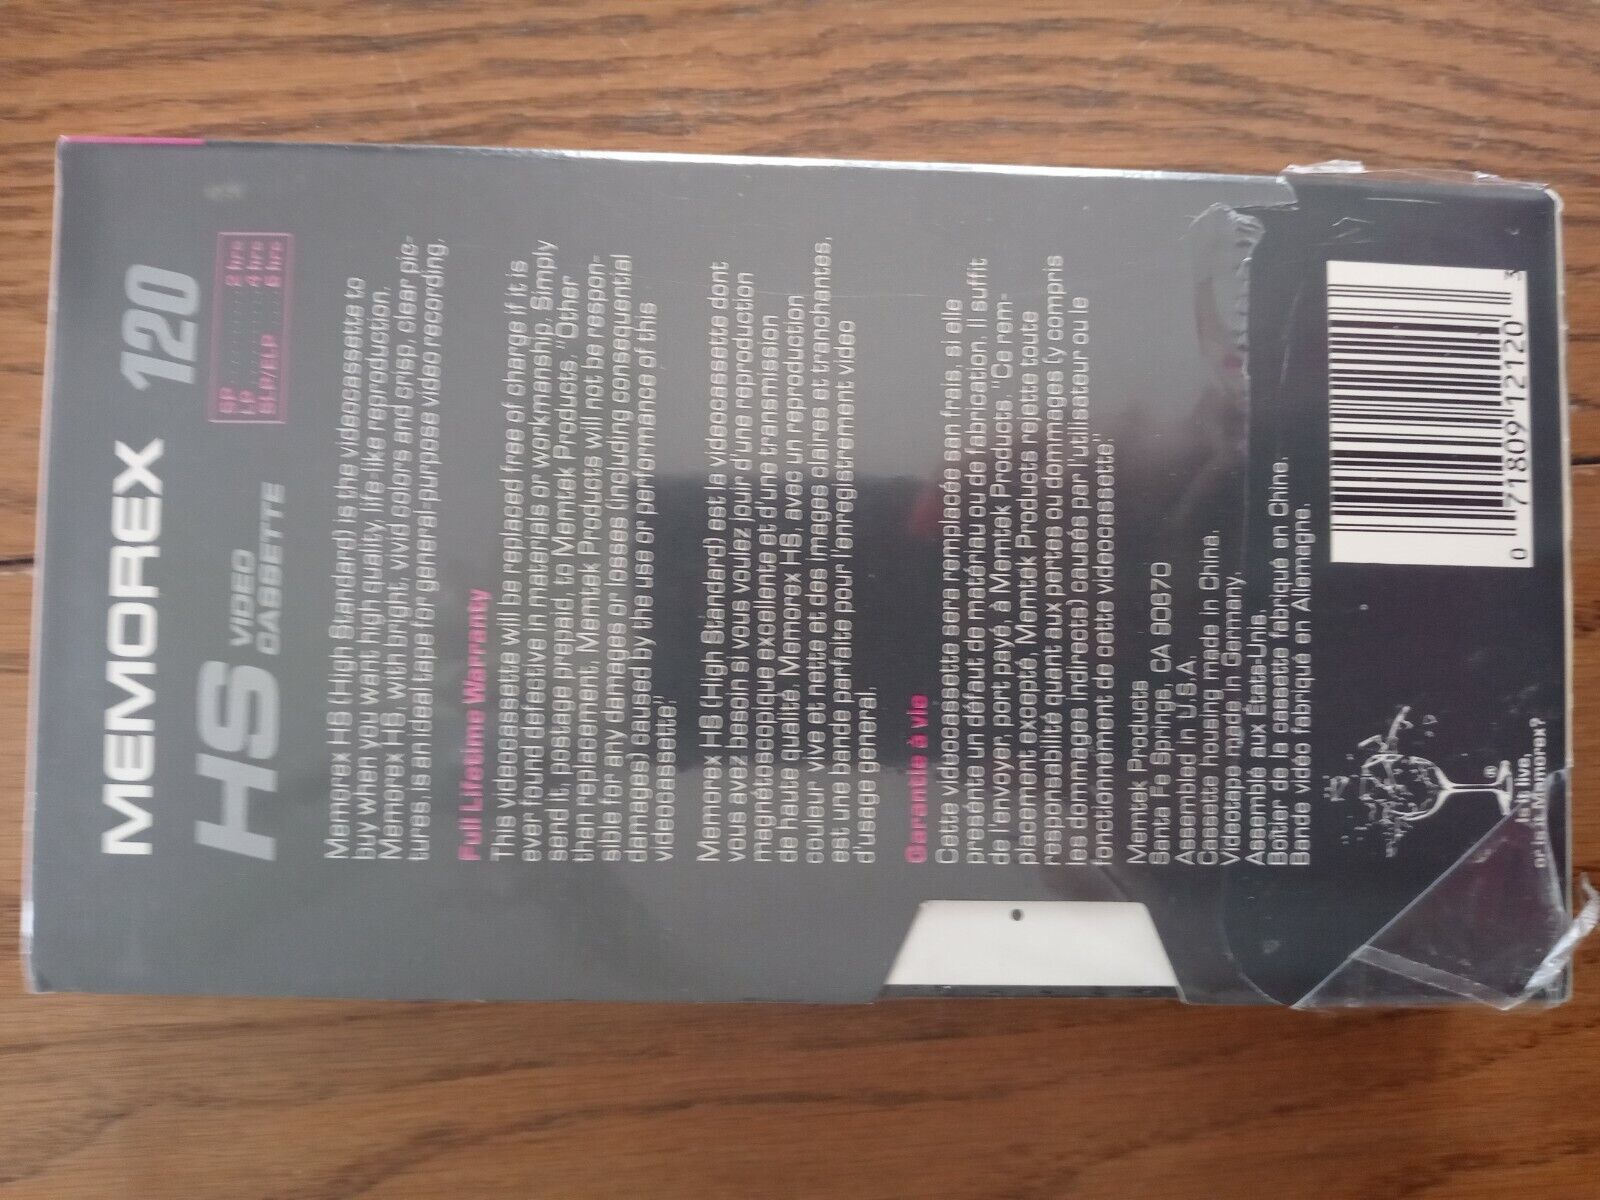 MEMOREX 120
HS VIDEO
CASSETTE
SP 2 hrs
LP 4 hrs
SLP/ELP 6 hrs
Memorex HS (High Standard) is the videocassette to
buy when you want high quality, life-like reproduction.
Memorex HS, with bright, vivid colors and crisp, clear pic-
tures is an ideal tape for general-purpose video recording.
Full Lifetime Warranty
This videocassette will be replaced free of charge if it is
ever found defective in materials or workmanship. Simply
send it, postage prepaid, to Memtek Products. "Other
than replacement, Memtek Products will not be respon-
sible for any damages or losses (including consequential
damages) caused by the use or performance of this
videocassette."
Memorex HS (High Standard) est la videocassette dont
vous avez besoin si vous voulez jouir d'une reproduction
magnétoscopique excellente et d'une transmission
de haute qualité. Memorex HS, avec un reproduction
couleur vive et nette et des images claires et tranchantes,
est une bande parfaite pour l'enregistrement video
d'usage general.
Garantie à vie
Cette videocassette sera remplacée san frais, si elle
presénte un défaut de matériau ou de fabrication. Il suffit
de l'envoyer, port payé, à Memtek Products. "Ce rem-
placement excepté, Memtek Products rejette toute
responsabilité quant aux pertes ou dommages (y compris
les dommages indirects) causés par l'utilisateur ou le
fonctionnement de cette videocassette."
Memtek Products
Santa Fe Springs, CA 90670
Assembled in U.S.A.
Cassette housing made in China.
Videotape made in Germany.
Assemblé aux États-Unis.
Boîtier de la cassette fabriqué en Chine.
Bande vidéo fabriqué en Allemagne.
0 71809 12120 3
Is it live,
or is it Memorex?
®